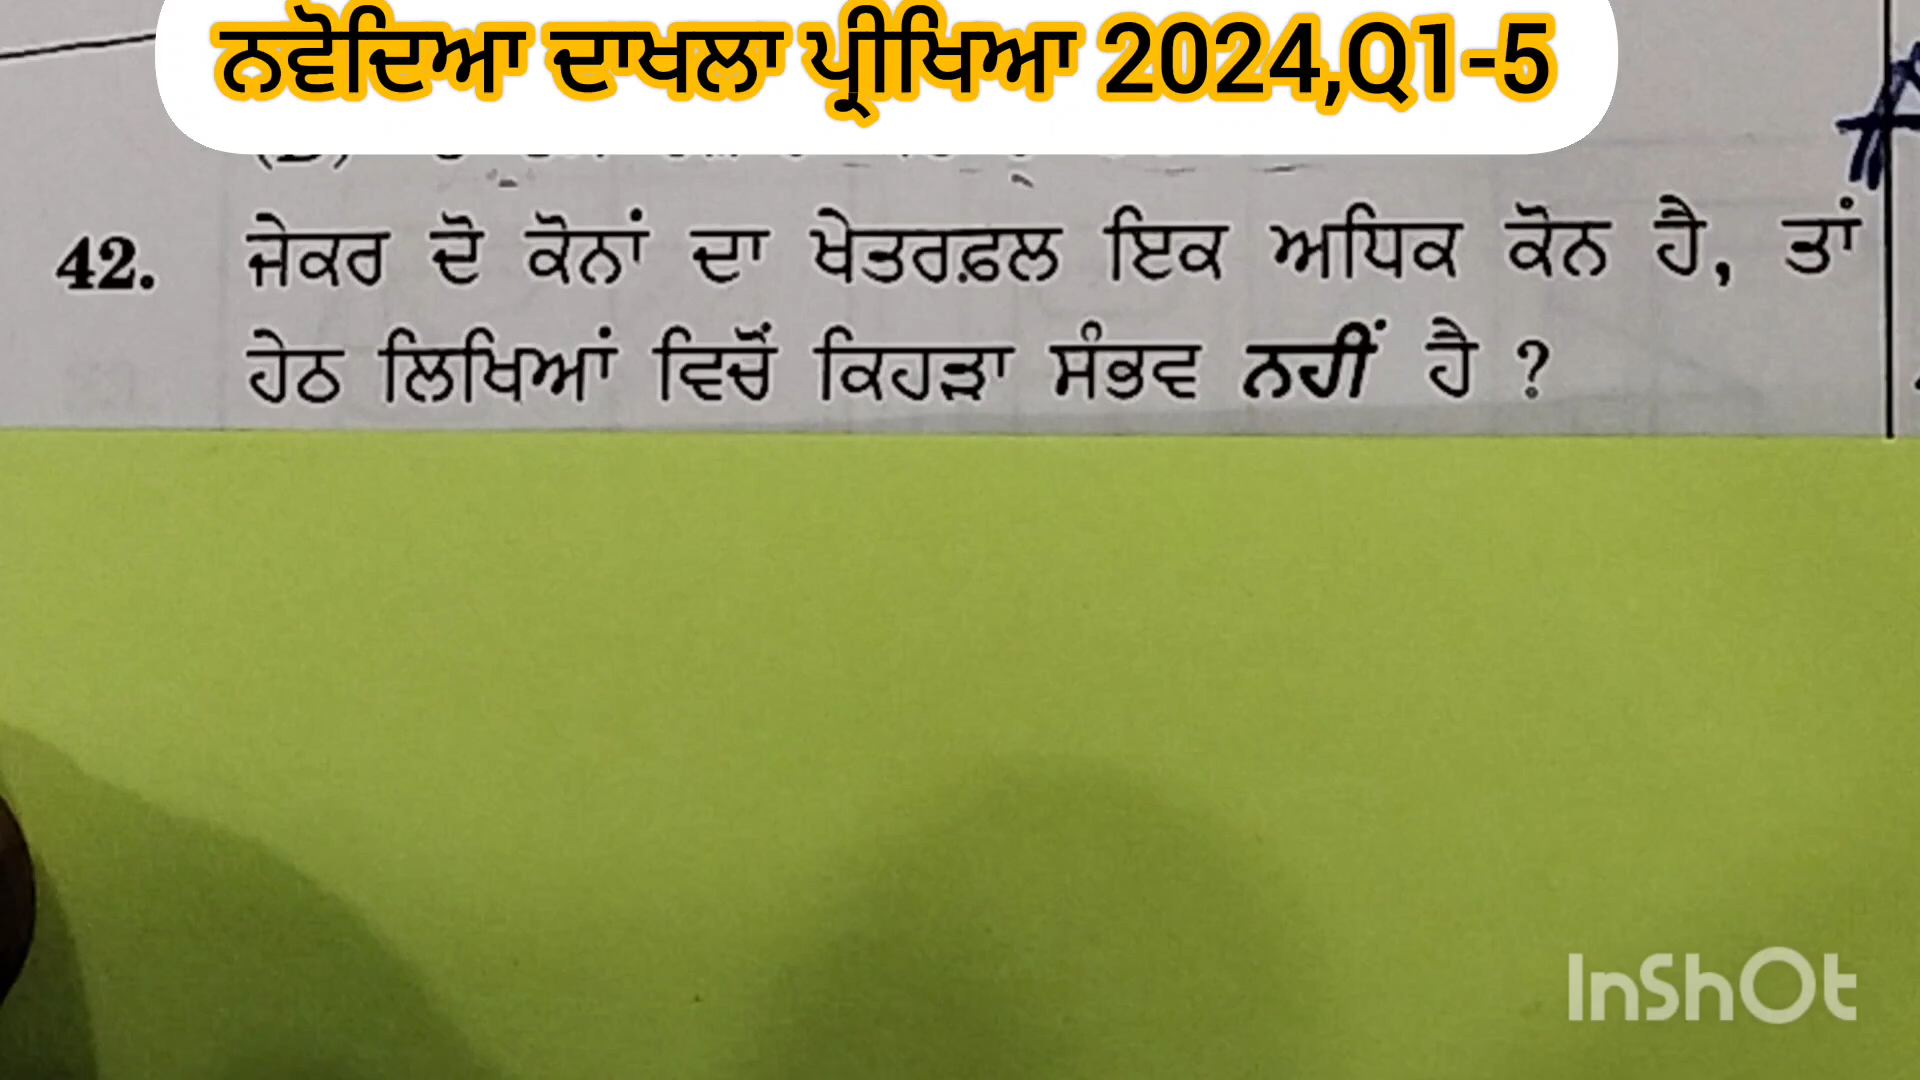 ਨਵੋਦਿਆ ਦਾਖਲਾ ਪ੍ਰੀਖਿਆ 2024,Q1-5
42. ਜੇਕਰ ਦੋ ਕੋਨਾਂ ਦਾ ਖੇਤਰਫ਼ਲ ਇਕ ਅਧਿਕ ਕੋਨ ਹੈ, ਤਾਂ
ਹੇਠ ਲਿਖਿਆਂ ਵਿਚੋਂ ਕਿਹੜਾ ਸੰਭਵ ਨਹੀਂ ਹੈ ?
InShOt